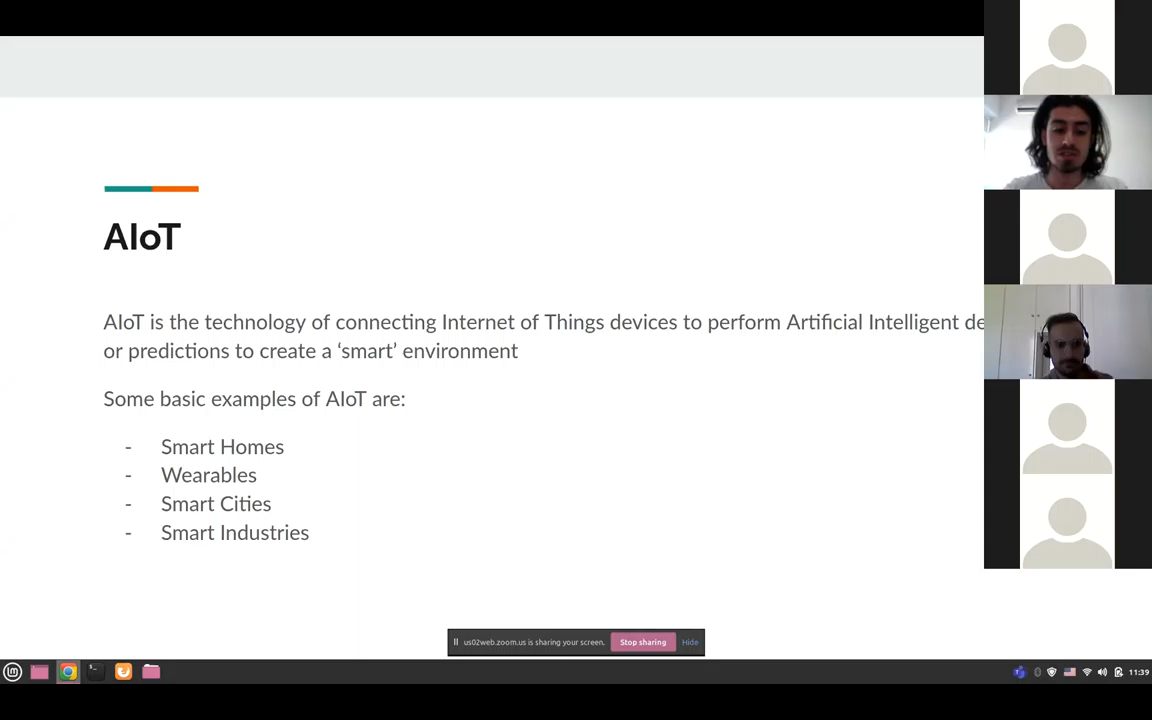 AIoT
AIoT is the technology of connecting Internet of Things devices to perform Artificial Intelligent
or predictions to create a ‘smart’ environment
Some basic examples of AIoT are:
- Smart Homes
- Wearables
- Smart Cities
- Smart Industries
us02web.zoom.us is sharing your screen.
Stop sharing
Hide
11:39